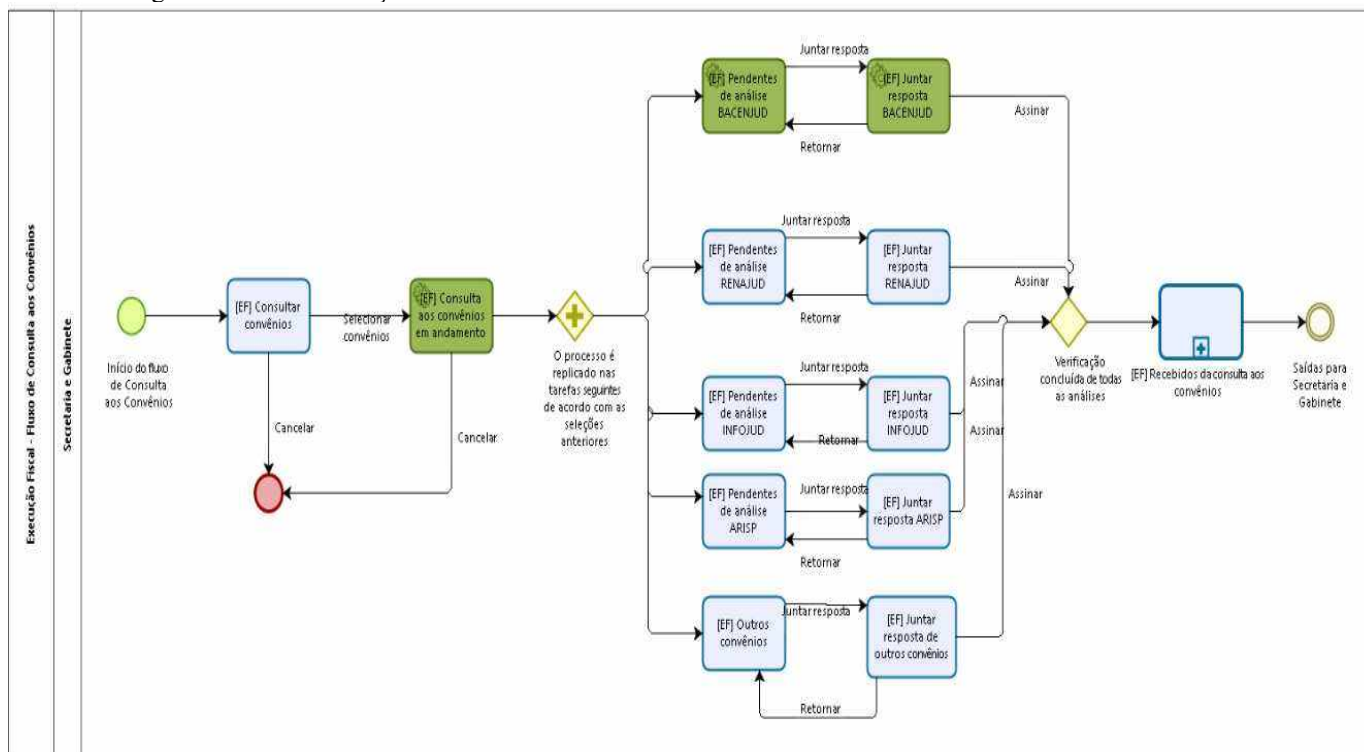 Execução Fiscal - Fluxo de Consulta aos Convênios
Secretaria e Gabinete
Início do fluxo
de Consulta
aos Convênios
[EF] Consultar
convênios
Selecionar
convênios
[EF] Consulta
aos convênios
em andamento
Cancelar
Cancelar
O processo é
replicado nas
tarefas seguintes
de acordo com as
seleções
anteriores
[EF] Pendentes
de análise
BACENJUD
Juntar resposta
[EF] Juntar
resposta
BACENJUD
Retornar
Assinar
[EF] Pendentes
de análise
RENAJUD
Juntar resposta
[EF] Juntar
resposta
RENAJUD
Retornar
Assinar
[EF] Pendentes
de análise
INFOJUD
Juntar resposta
[EF] Juntar
resposta
INFOJUD
Retornar
Assinar
[EF] Pendentes
de análise
ARISP
Juntar resposta
[EF] Juntar
resposta ARISP
Retornar
Assinar
[EF] Outros
convênios
Juntar resposta
[EF] Juntar
resposta de
outros convênios
Retornar
Assinar
Verificação
concluída de todas
as análises
[EF] Recebidos da consulta aos
convênios
Saídas para
Secretaria e
Gabinete